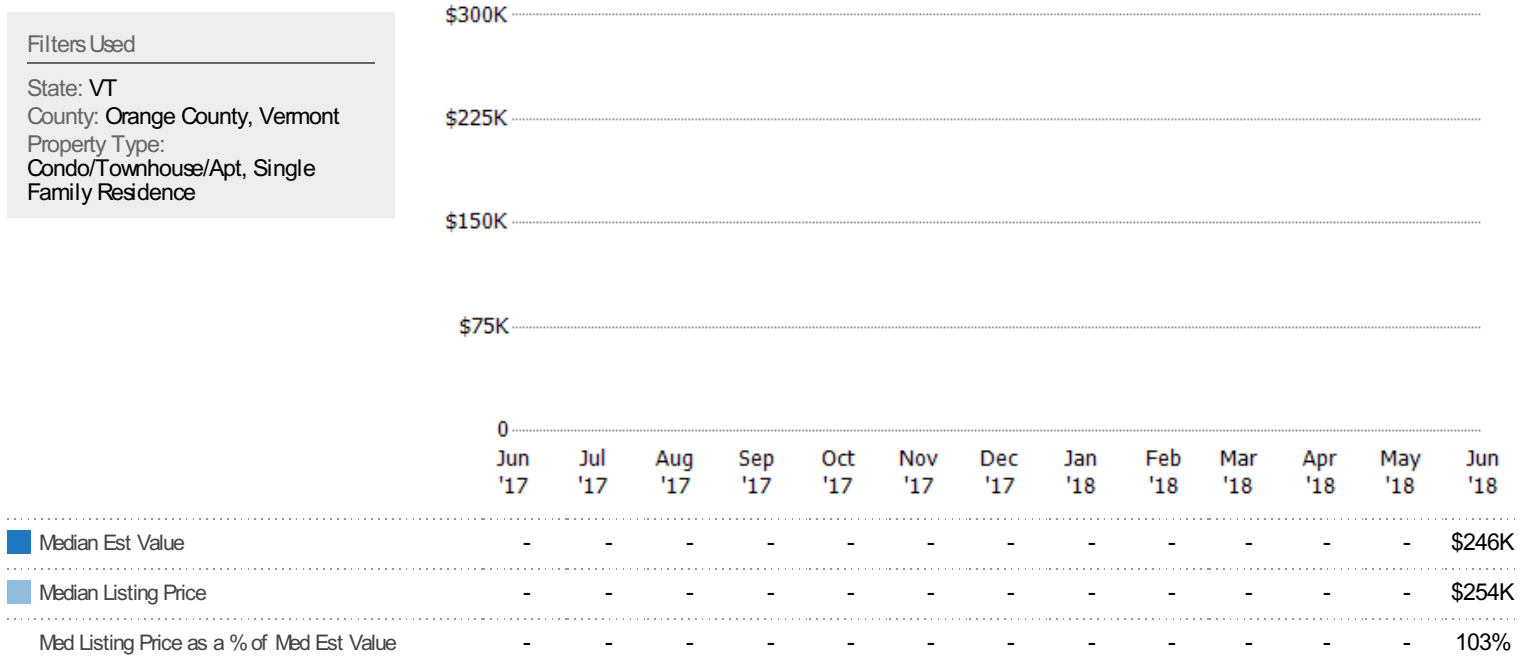 Filters Used
State: VT
County: Orange County, Vermont
Property Type:
Condo/Townhouse/Apt, Single
Family Residence
$300K
$225K
$150K
$75K
0
Jun Jul Aug Sep Oct Nov Dec Jan Feb Mar Apr May Jun
'17 '17 '17 '17 '17 '17 '17 '18 '18 '18 '18 '18 '18
Median Est Value - - - - - - - - - - - - $246K
Median Listing Price - - - - - - - - - - - - $254K
Med Listing Price as a % of Med Est Value - - - - - - - - - - - - 103%